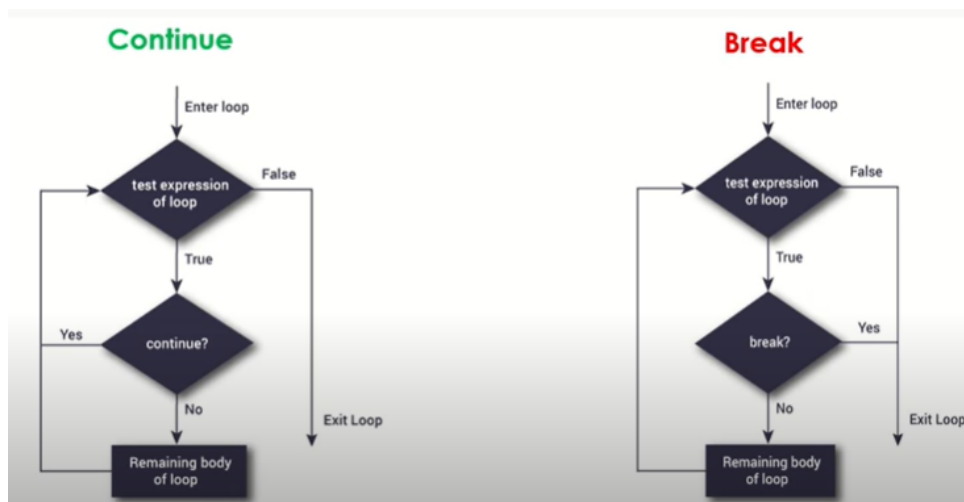 Continue
Enter loop
test expression
of loop
False
True
Yes
continue?
No
Exit Loop
Remaining body
of loop
Break
Enter loop
test expression
of loop
False
True
break?
Yes
No
Exit Loop
Remaining body
of loop